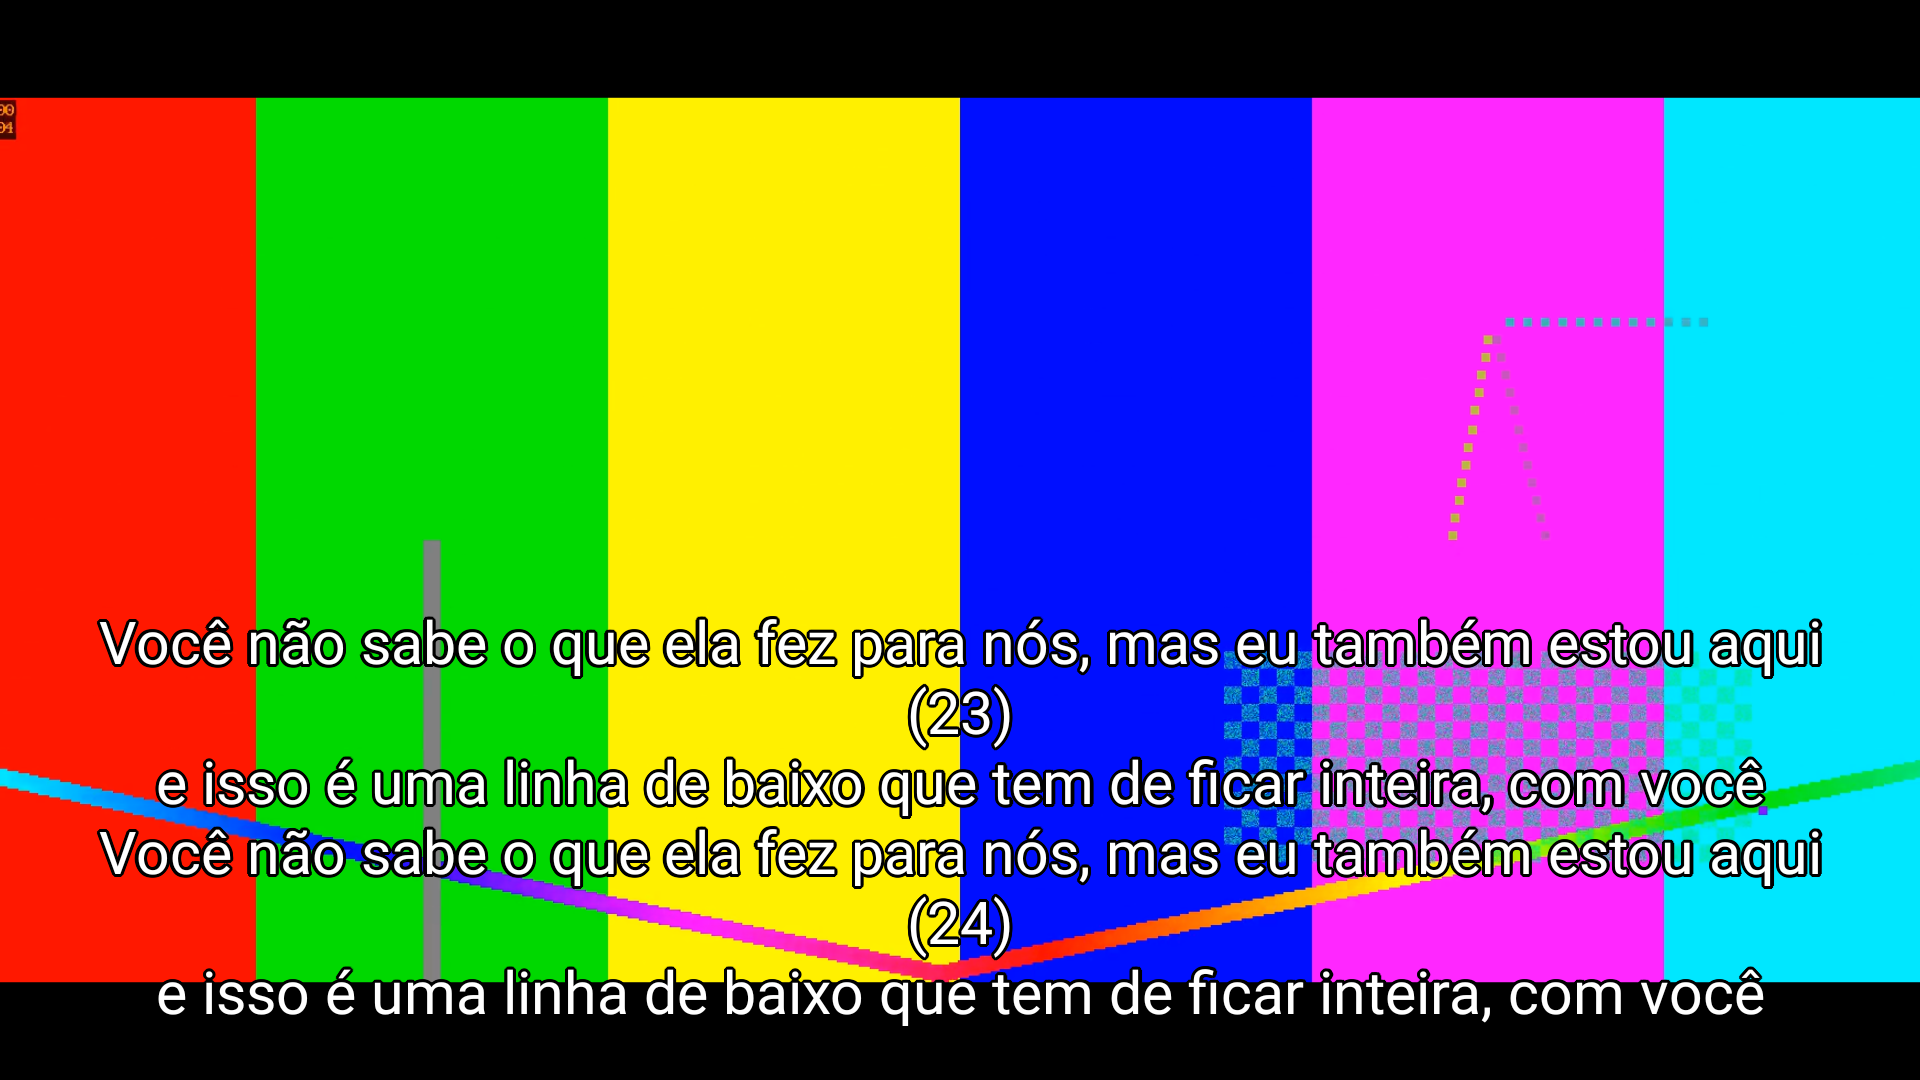 00
04
Você não sabe o que ela fez para nós, mas eu também estou aqui
(23)
e isso é uma linha de baixo que tem de ficar inteira, com você
Você não sabe o que ela fez para nós, mas eu também estou aqui
(24)
e isso é uma linha de baixo que tem de ficar inteira, com você